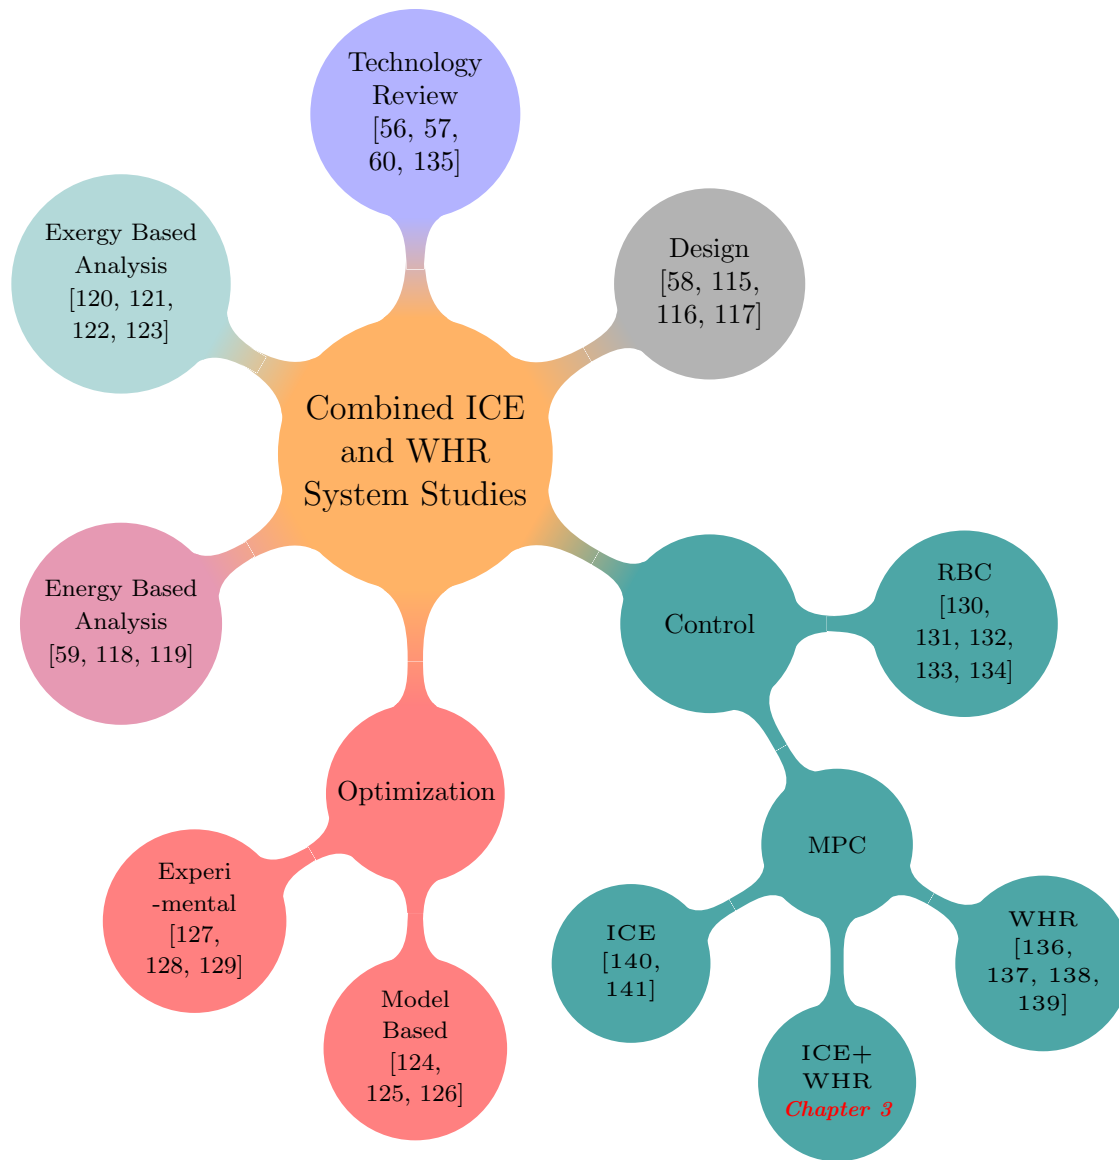 Technology
Review
[56, 57,
60, 135]
Exergy Based
Analysis
[120, 121,
122, 123]
Design
[58, 115,
116, 117]
Combined ICE
and WHR
System Studies
Energy Based
Analysis
[59, 118, 119]
Control
RBC
[130,
131, 132,
133, 134]
Optimization
MPC
Experi
-mental
[127,
128, 129]
Model
Based
[124,
125, 126]
ICE
[140,
141]
WHR
[136,
137, 138,
139]
ICE+
WHR
Chapter 3